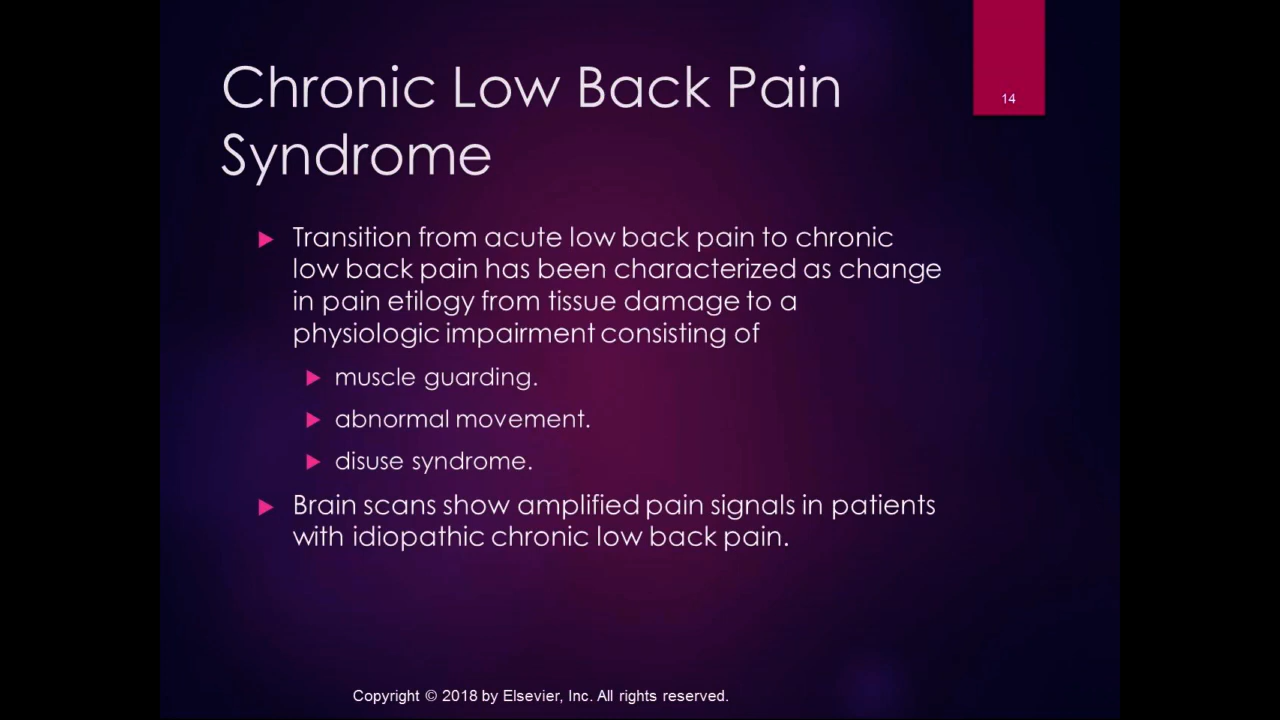 Chronic Low Back Pain
Syndrome
14
Transition from acute low back pain to chronic
low back pain has been characterized as change
in pain etilogy from tissue damage to a
physiologic impairment consisting of
muscle guarding.
abnormal movement.
disuse syndrome.
Brain scans show amplified pain signals in patients
with idiopathic chronic low back pain.
Copyright © 2018 by Elsevier, Inc. All rights reserved.